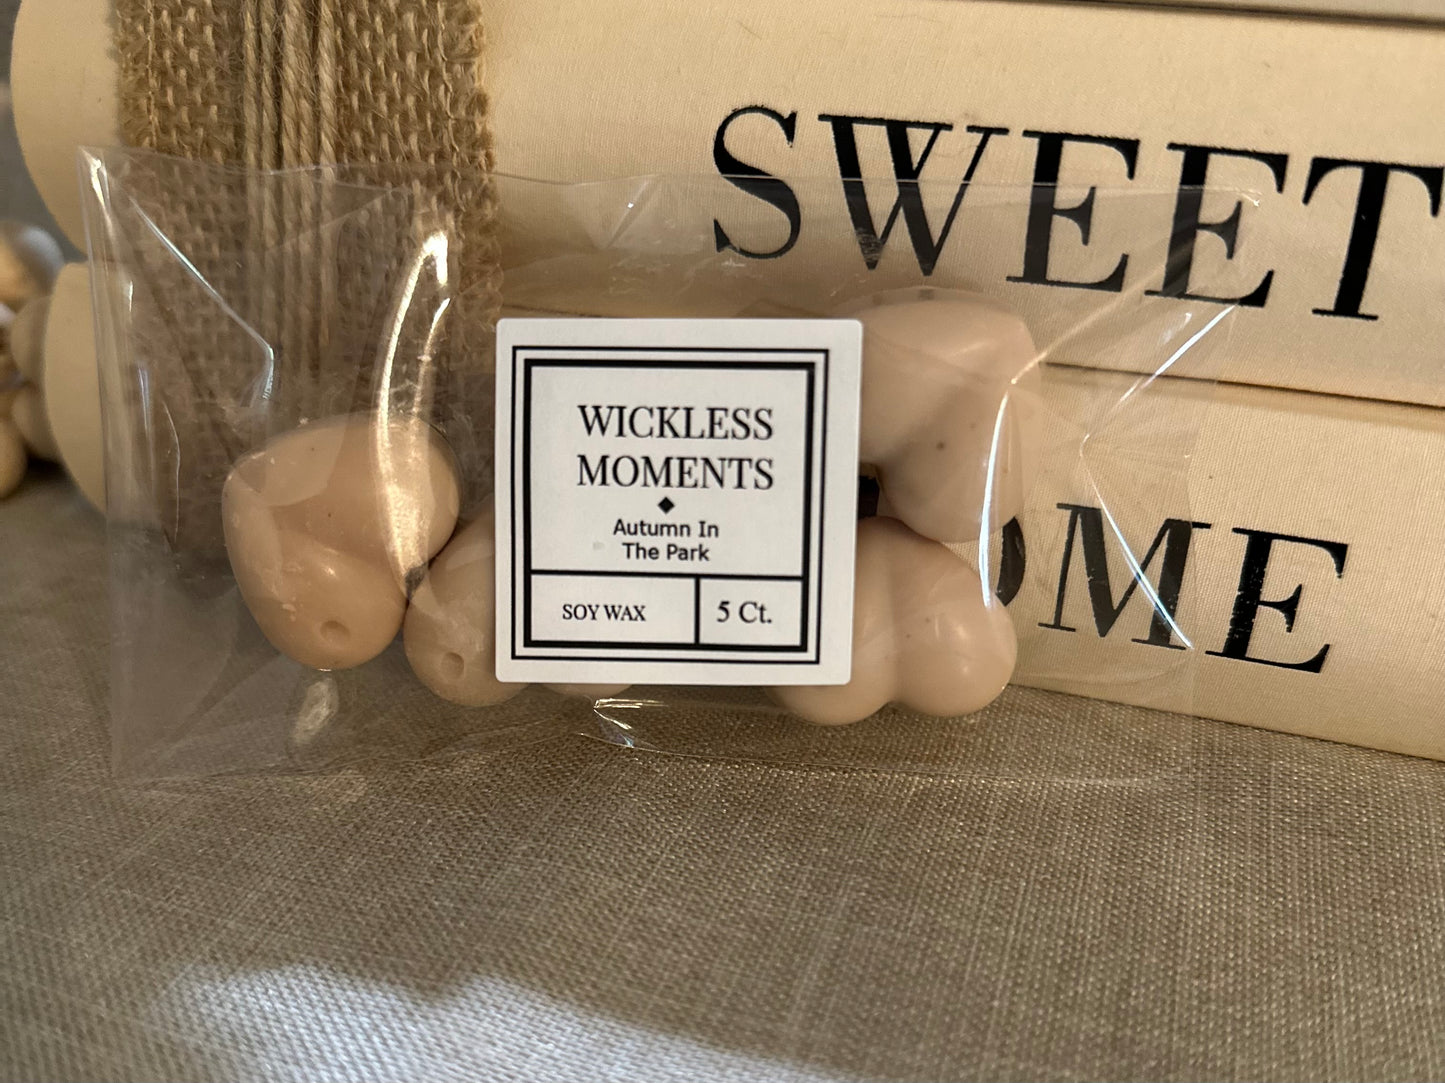 SWEET
OME
WICKLESS
MOMENTS
Autumn In
The Park
SOY WAX
5 Ct.